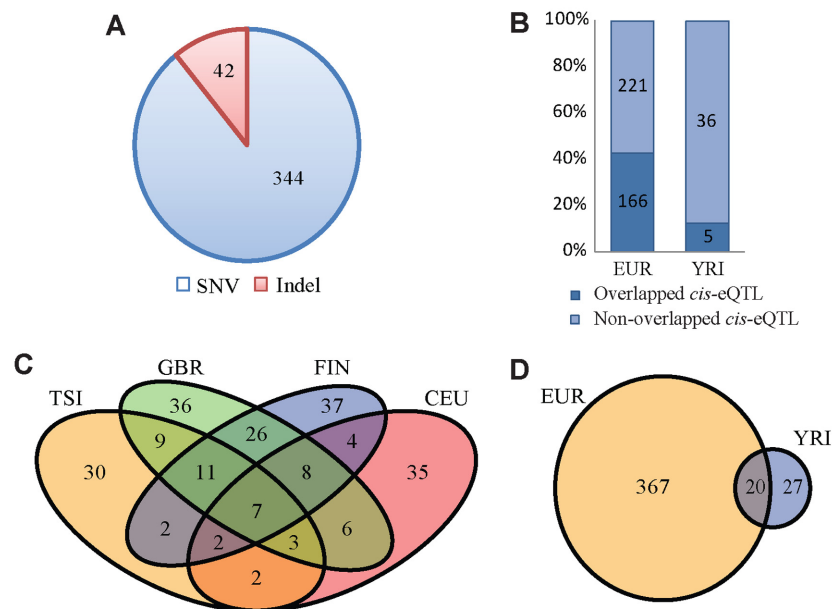 A
42
344
SNV Indel
B
100%
80%
60%
40%
20%
0%
221
36
166
5
EUR YRI
Overlapped cis-eQTL
Non-overlapped cis-eQTL
C
TSI GBR FIN CEU
36 37
9 26 4
30 11 8 35
7
2 2 3 6
2
D
EUR
YRI
367 20 27